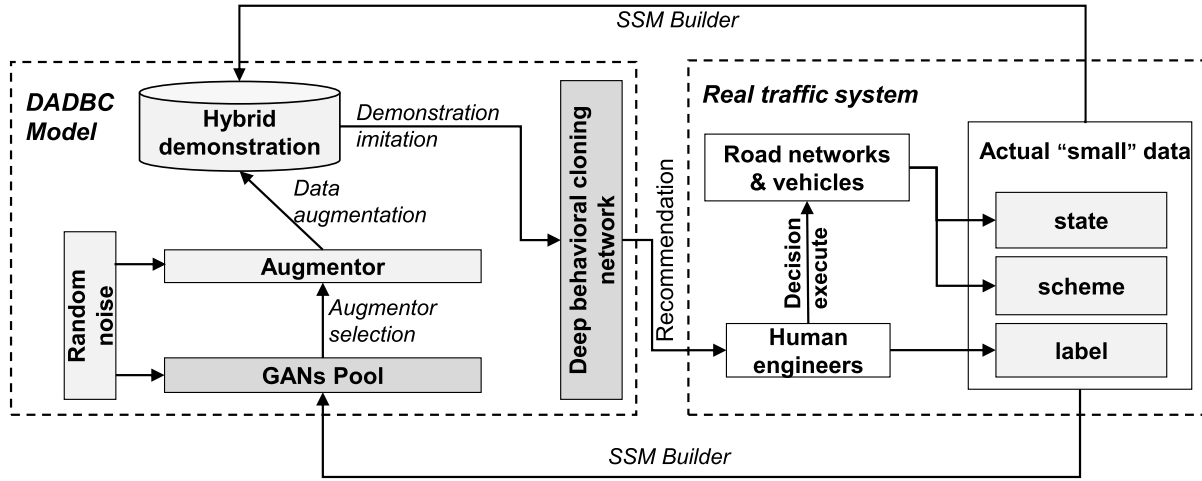 SSM Builder
DADBC
Model
Hybrid
demonstration
Demonstration
imitation
Data
augmentation
Random
noise
Augmentor
Augmentor
selection
GANs Pool
Deep behavioral cloning
network
Recommendation
Real traffic system
Road networks
& vehicles
Decision
execute
Human
engineers
Actual “small” data
state
scheme
label
SSM Builder